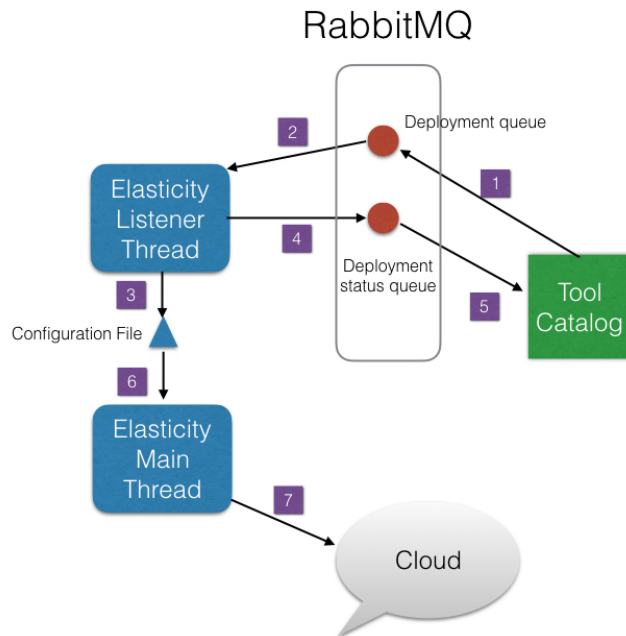 RabbitMQ
Deployment queue
2
1
Elasticity
Listener
Thread
4
Deployment
status queue
5
Tool
Catalog
3
Configuration File
6
Elasticity
Main
Thread
7
Cloud